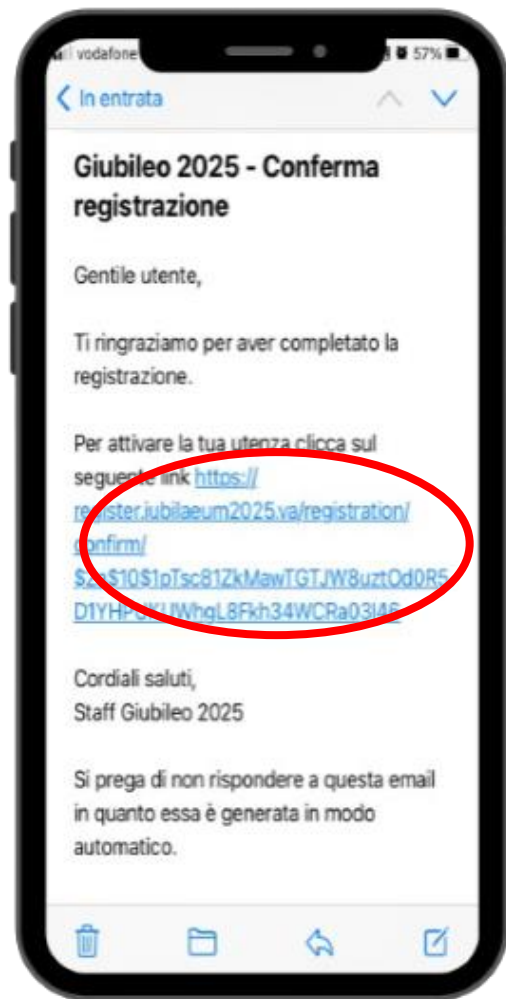 vodafone
57%
In entrata
Giubileo 2025 - Conferma
registrazione
Gentile utente,
Ti ringraziamo per aver completato la
registrazione.
Per attivare la tua utenza clicca sul
seguente link https://
register.iubilaeum2025.va/registration/
confirm/
Cordiali saluti,
Staff Giubileo 2025
Si prega di non rispondere a questa email
in quanto essa è generata in modo
automatico.